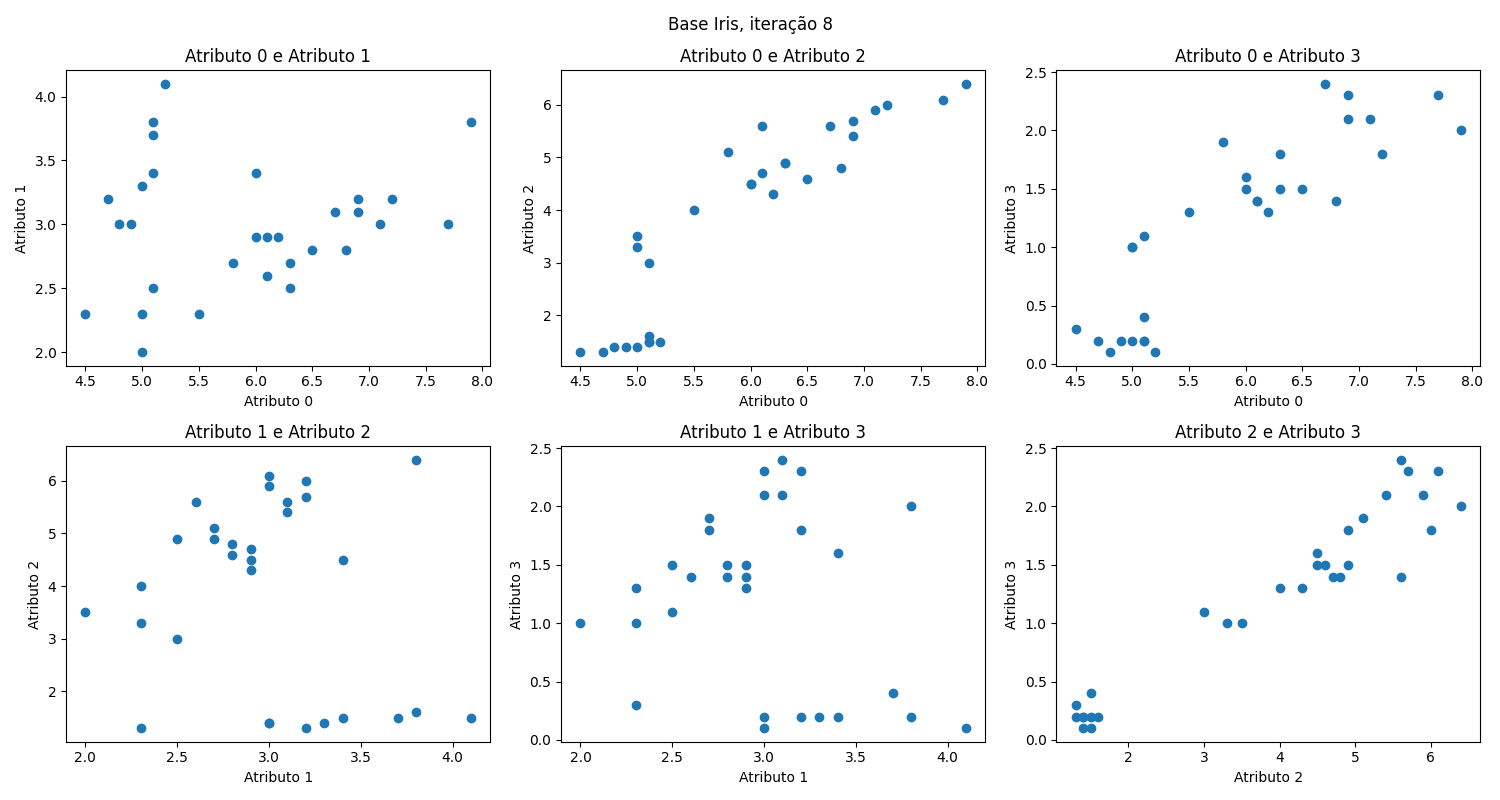 Base Iris, iteração 8
Atributo 0 e Atributo 1
Atributo 0 e Atributo 2
Atributo 0 e Atributo 3
4.0
3.5
3.0
2.5
2.0
Atributo 1
4.5 5.0 5.5 6.0 6.5 7.0 7.5 8.0
Atributo 0
6
5
4
3
2
Atributo 2
4.5 5.0 5.5 6.0 6.5 7.0 7.5 8.0
Atributo 0
2.5
2.0
1.5
1.0
0.5
0.0
Atributo 3
4.5 5.0 5.5 6.0 6.5 7.0 7.5 8.0
Atributo 0
Atributo 1 e Atributo 2
Atributo 1 e Atributo 3
Atributo 2 e Atributo 3
6
5
4
3
2
Atributo 2
2.0 2.5 3.0 3.5 4.0
Atributo 1
2.5
2.0
1.5
1.0
0.5
0.0
Atributo 3
2.0 2.5 3.0 3.5 4.0
Atributo 1
2.5
2.0
1.5
1.0
0.5
0.0
Atributo 3
2 3 4 5 6
Atributo 2